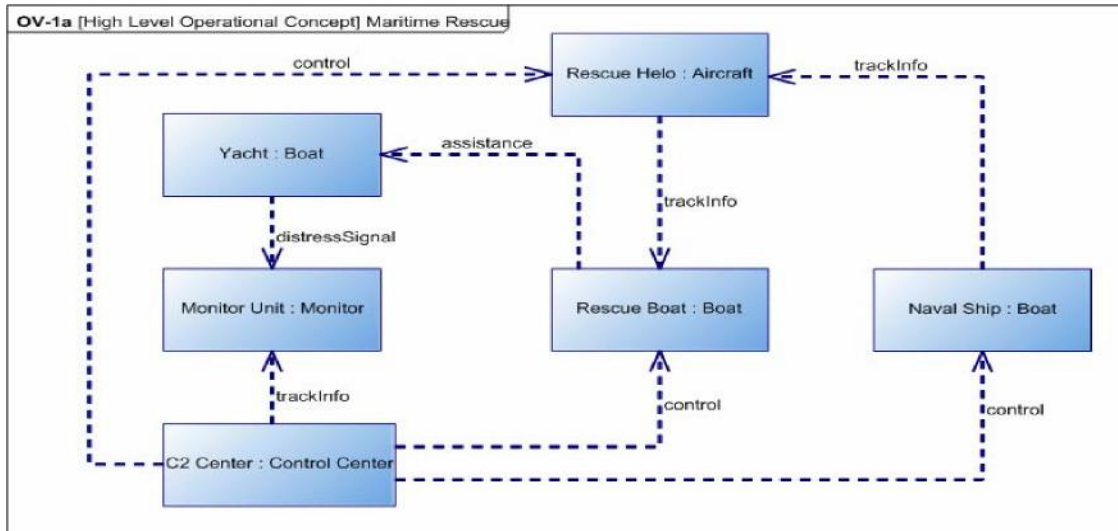 OV-1a [High Level Operational Concept] Maritime Rescue
control
Rescue Helo : Aircraft
trackInfo
Yacht : Boat
assistance
trackInfo
distressSignal
Monitor Unit : Monitor
Rescue Boat : Boat
Naval Ship : Boat
trackInfo
control
control
C2 Center : Control Center